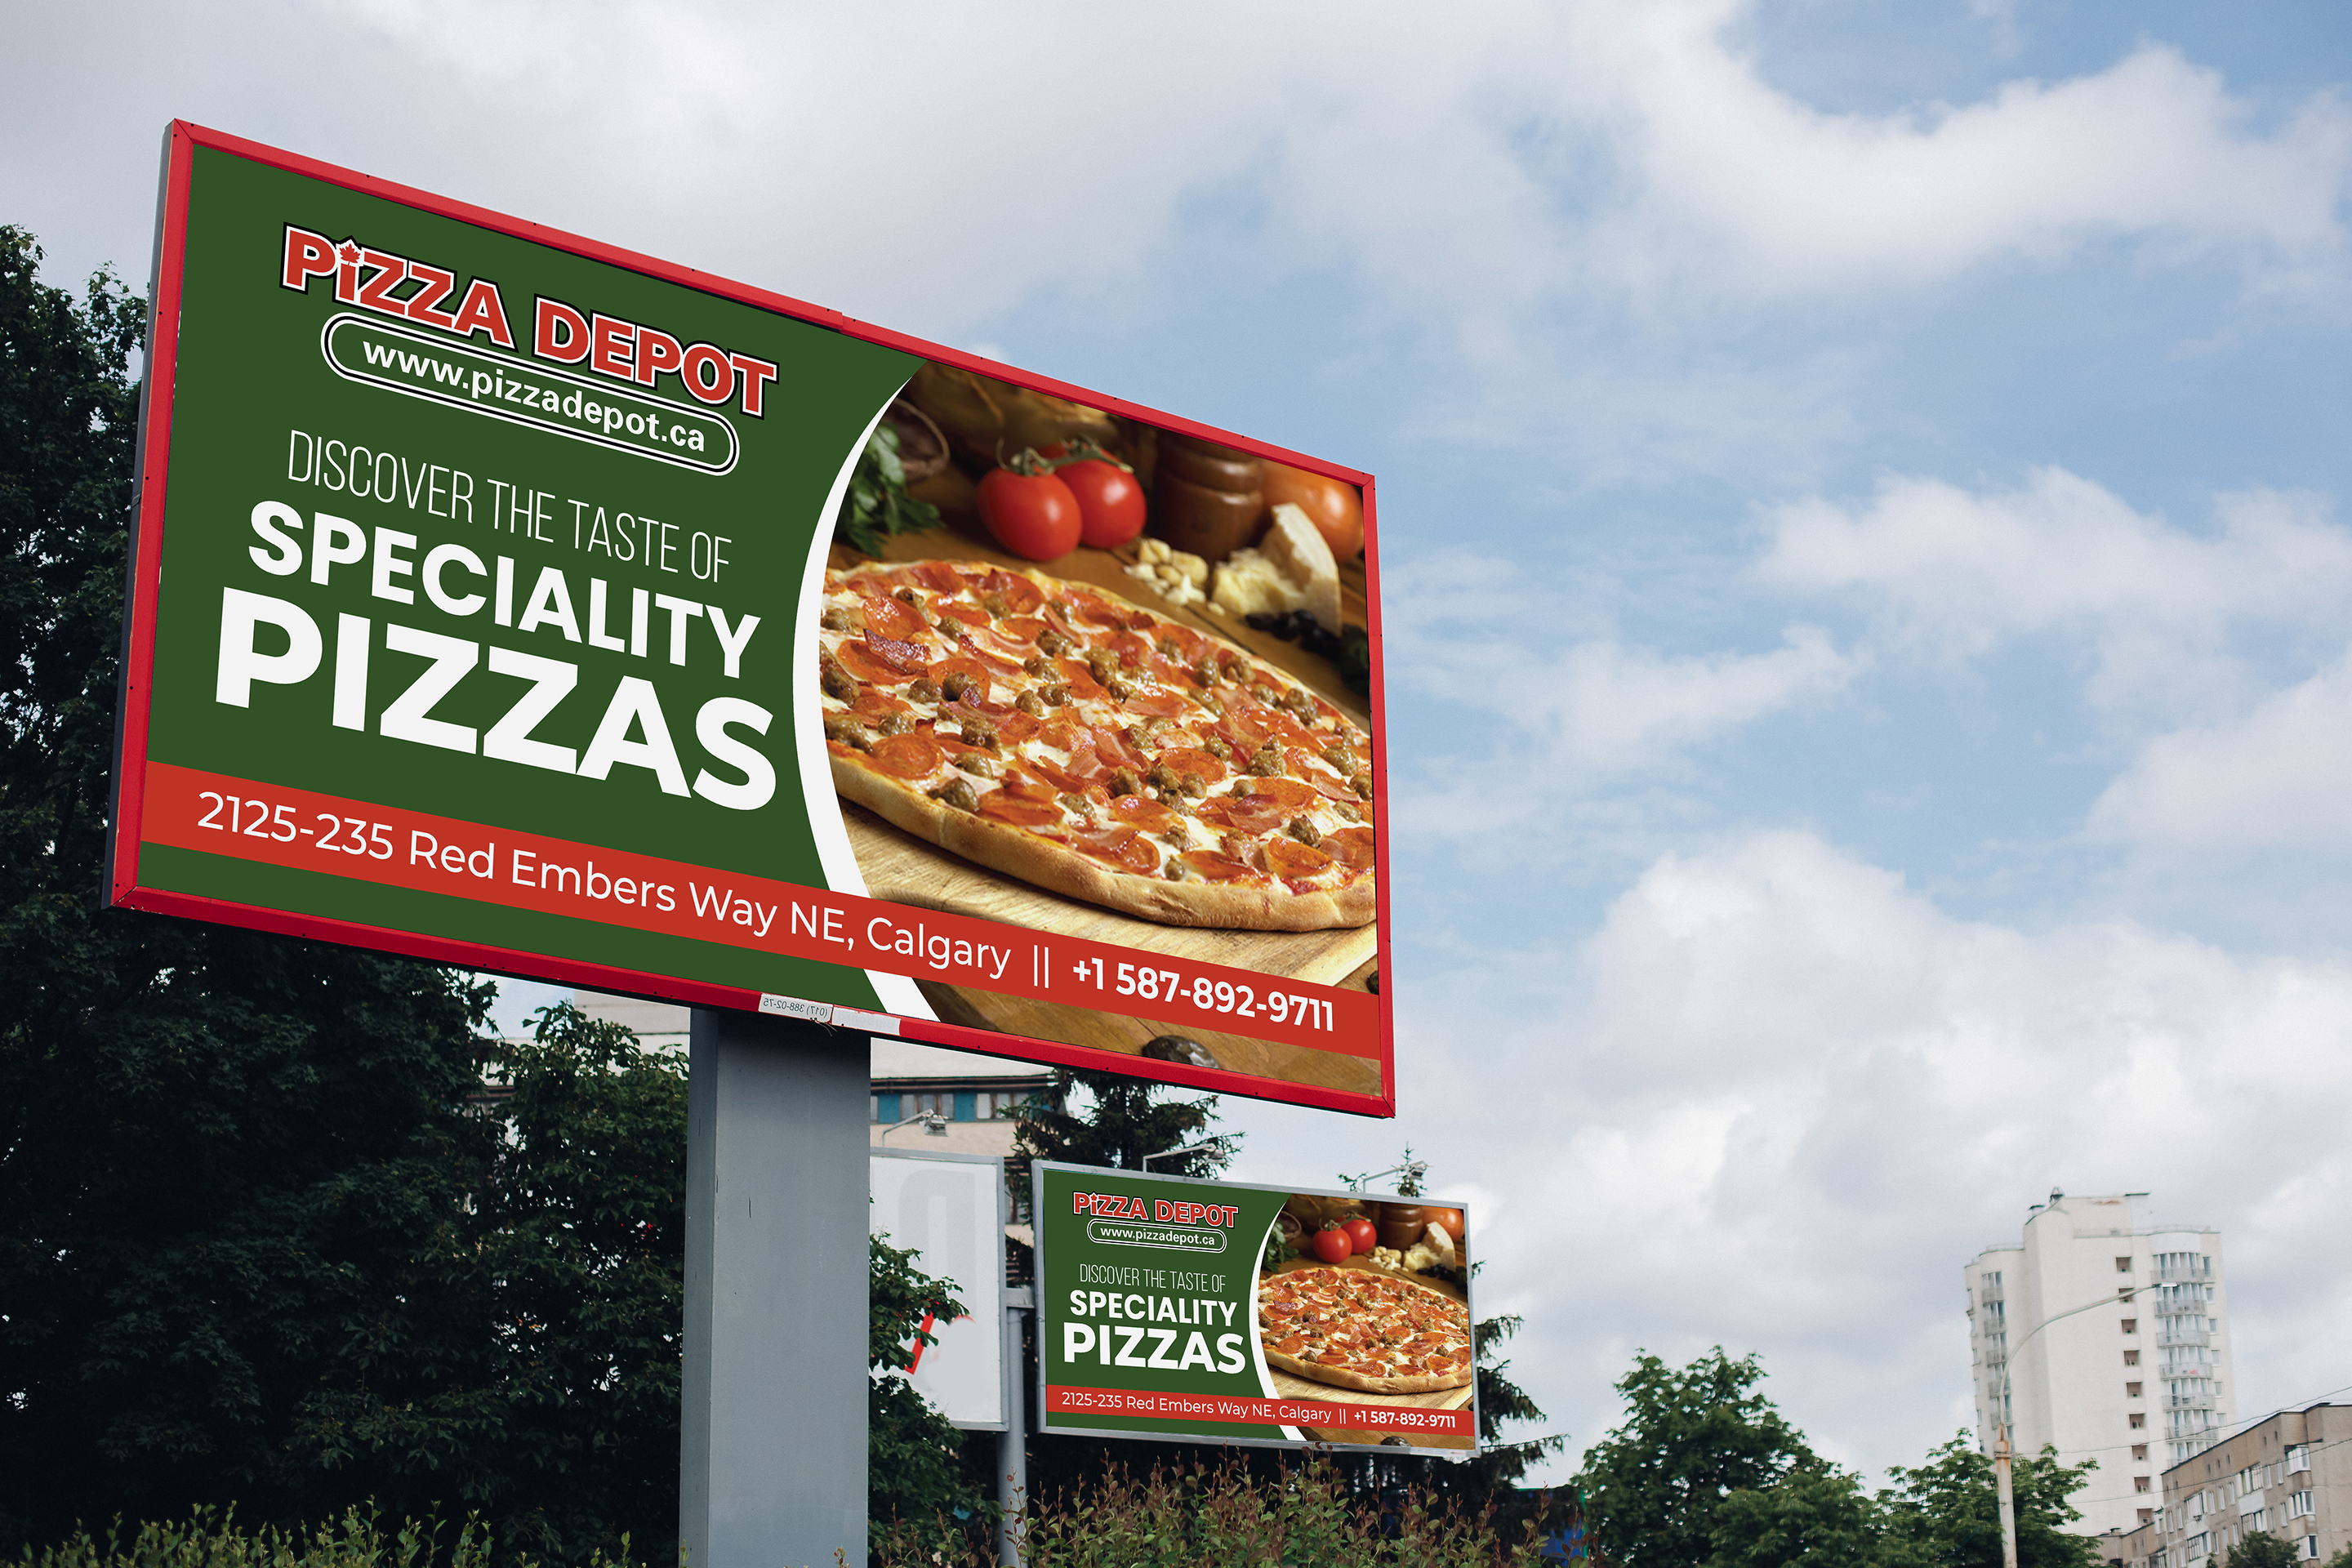 PiZZA DEPOT
www.pizzadepot.ca
DISCOVER THE TASTE OF
SPECIALITY
PIZZAS
2125-235 Red Embers Way NE, Calgary || +1 587-892-9711
(017) 388-02-75
PiZZA DEPOT
www.pizzadepot.ca
DISCOVER THE TASTE OF
SPECIALITY
PIZZAS
2125-235 Red Embers Way NE, Calgary || +1 587-892-9711